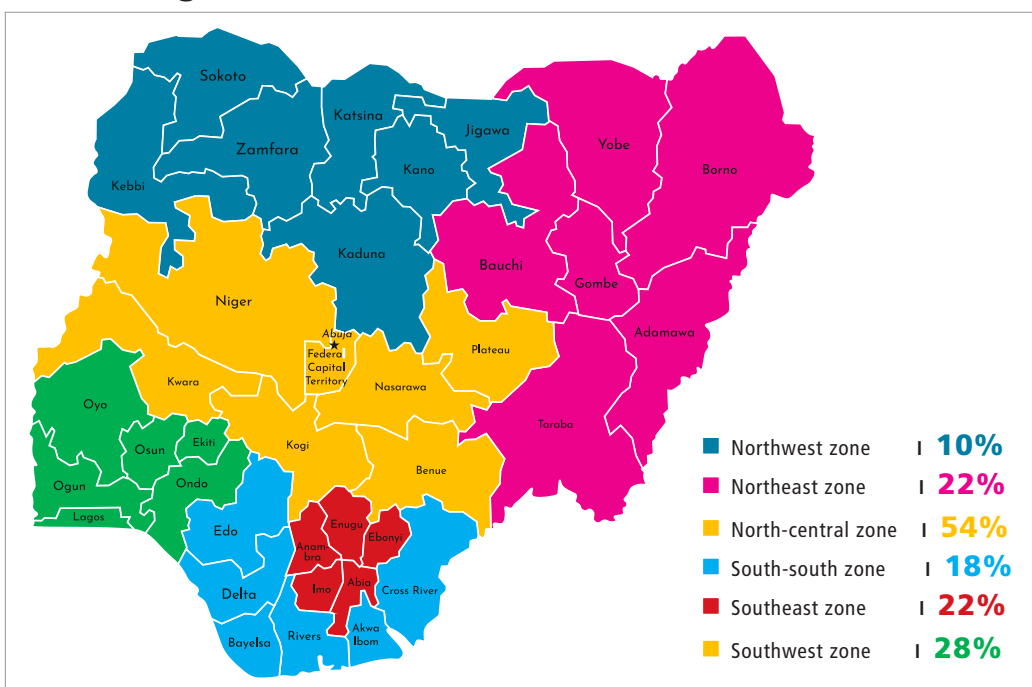 Sokoto
Katsina
Jigawa
Zamfara
Kano
Yobe
Borno
Kebbi
Kaduna
Bauchi
Gombe
Niger
Adamawa
Abuja
Federal
Capital
Territory
Plateau
Kwara
Nasarawa
Oyo
Taraba
Osun
Ekiti
Kogi
Benue
Ogun
Ondo
Lagos
Edo
Enugu
Ebonyi
Anam-
bra
Imo
Abia
Cross River
Delta
Bayelsa
Rivers
Akwa
Ibom
Northwest zone I 10%
Northeast zone I 22%
North-central zone I 54%
South-south zone I 18%
Southeast zone I 22%
Southwest zone I 28%